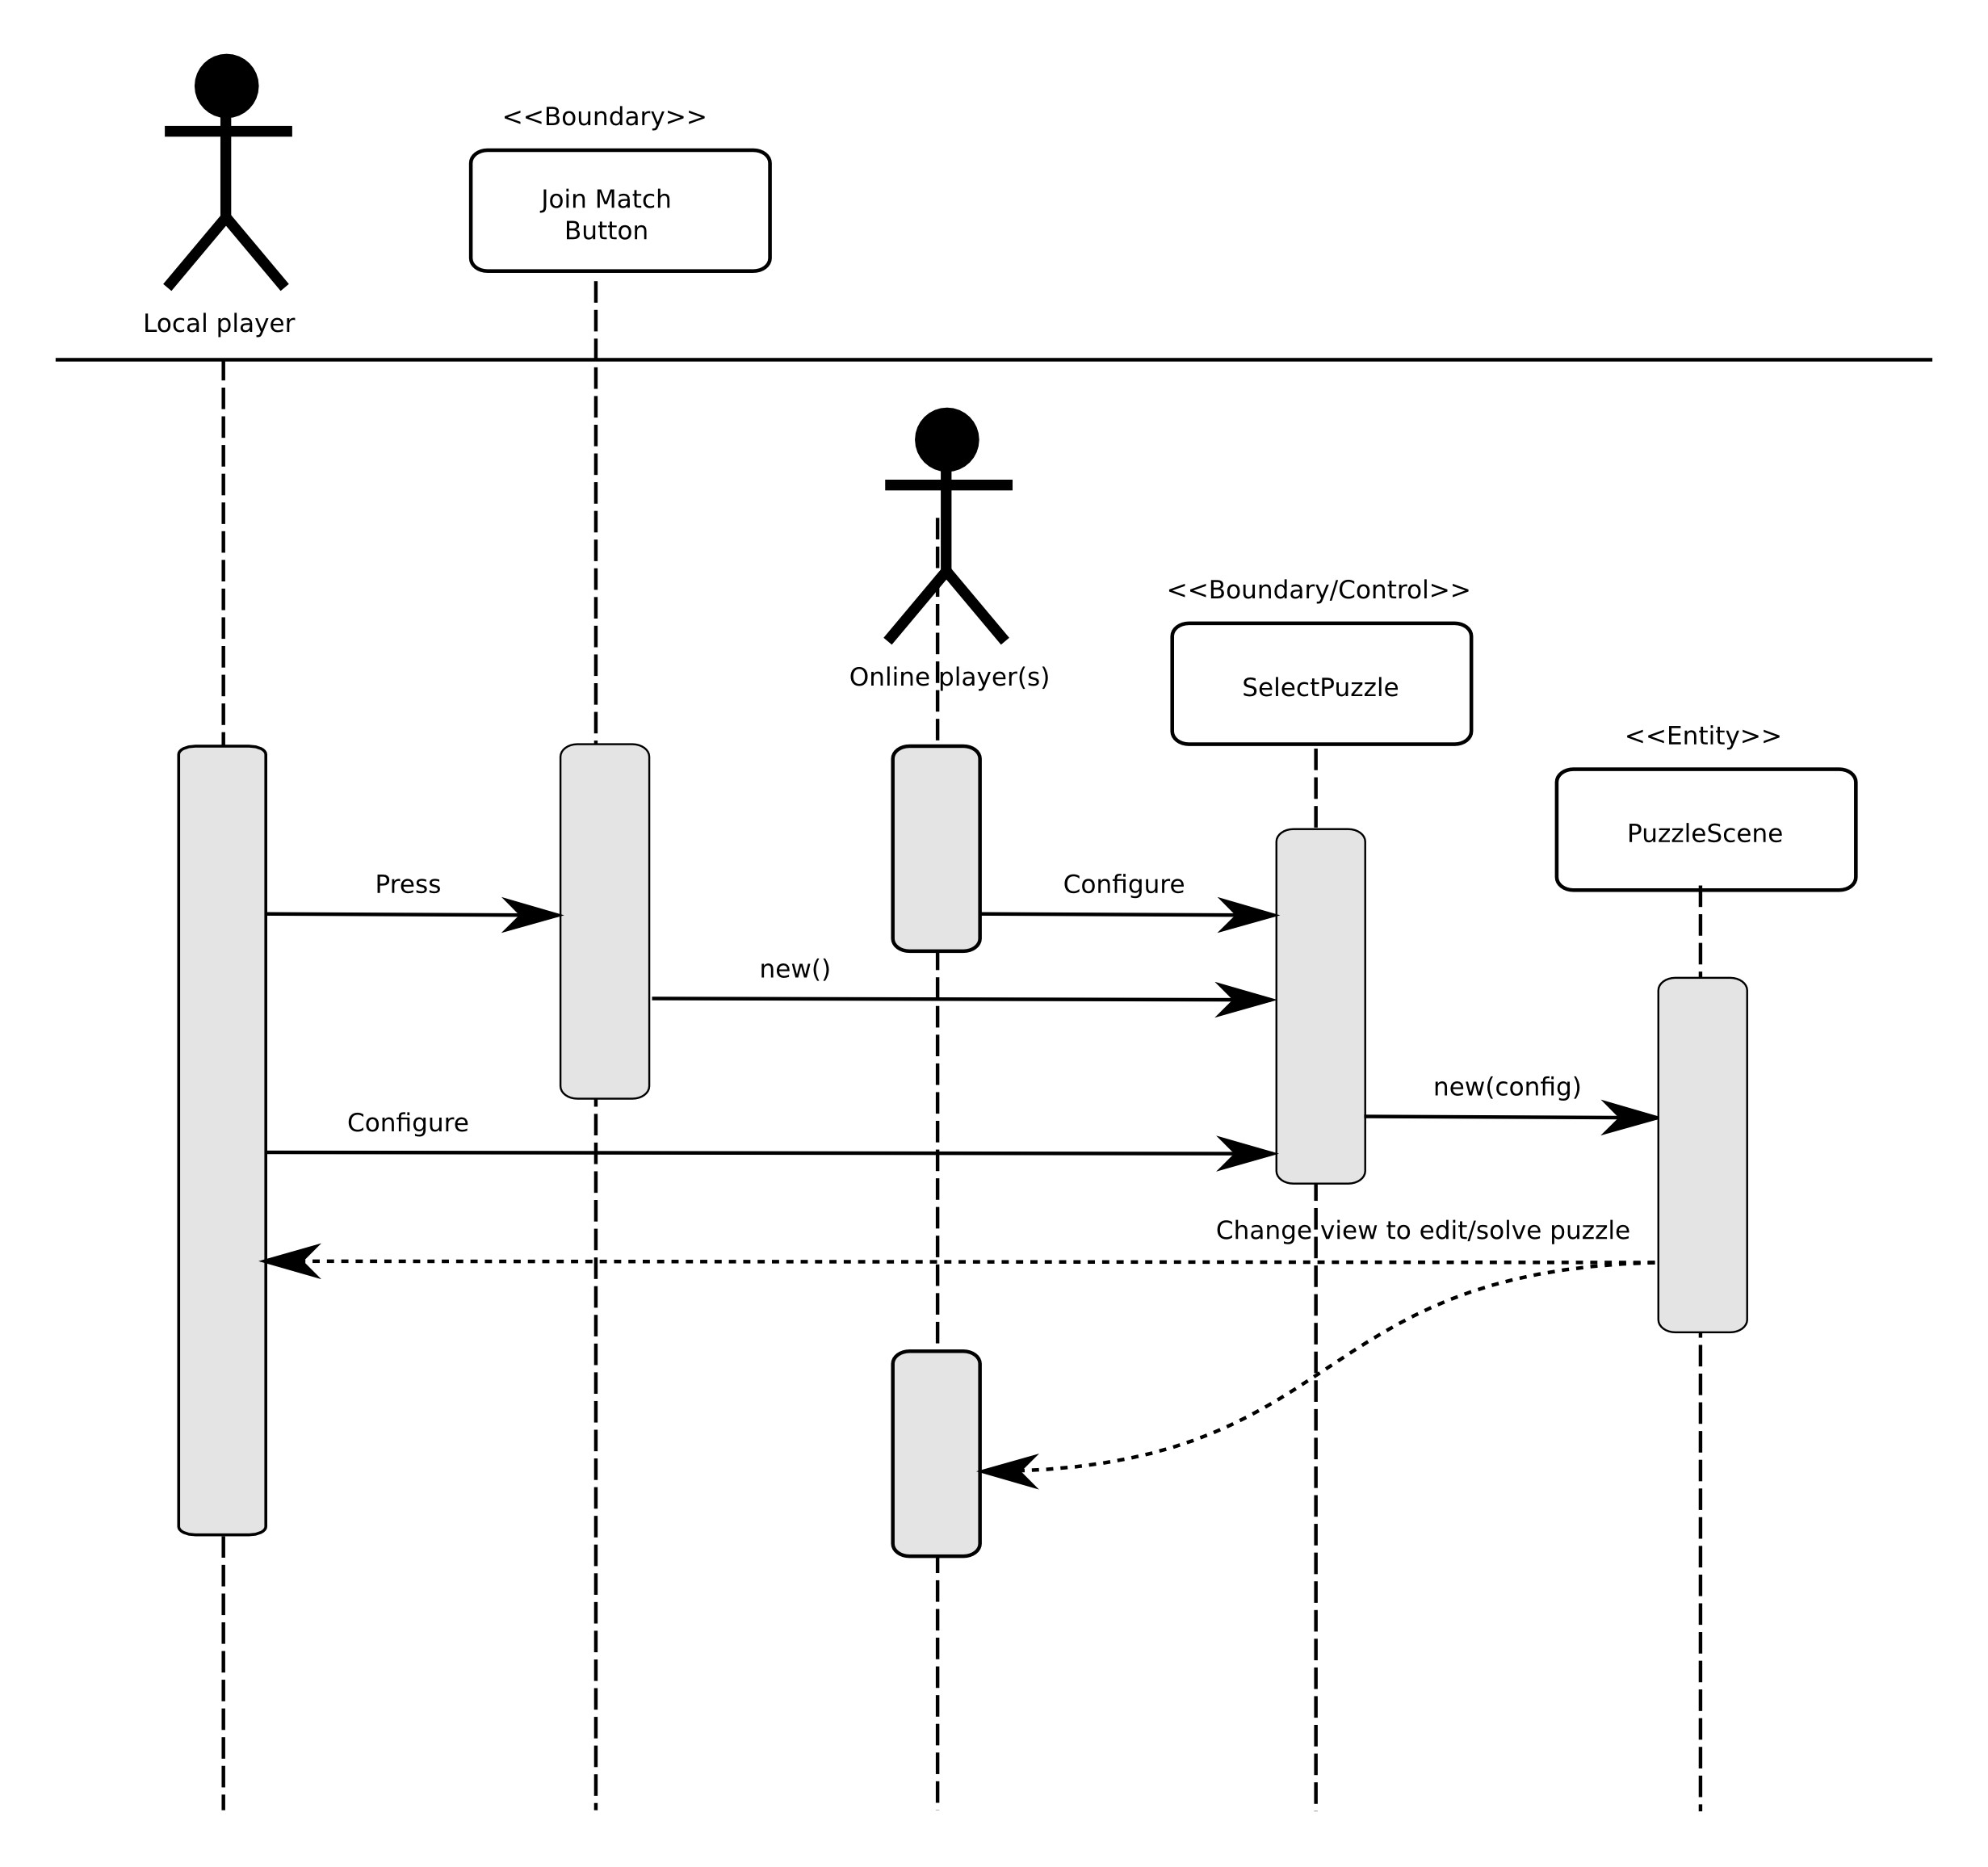 <<Boundary>>
Join Match
Button
Local player
Online player(s)
<<Boundary/Control>>
SelectPuzzle
<<Entity>>
PuzzleScene
Press
Configure
new()
new(config)
Configure
Change view to edit/solve puzzle